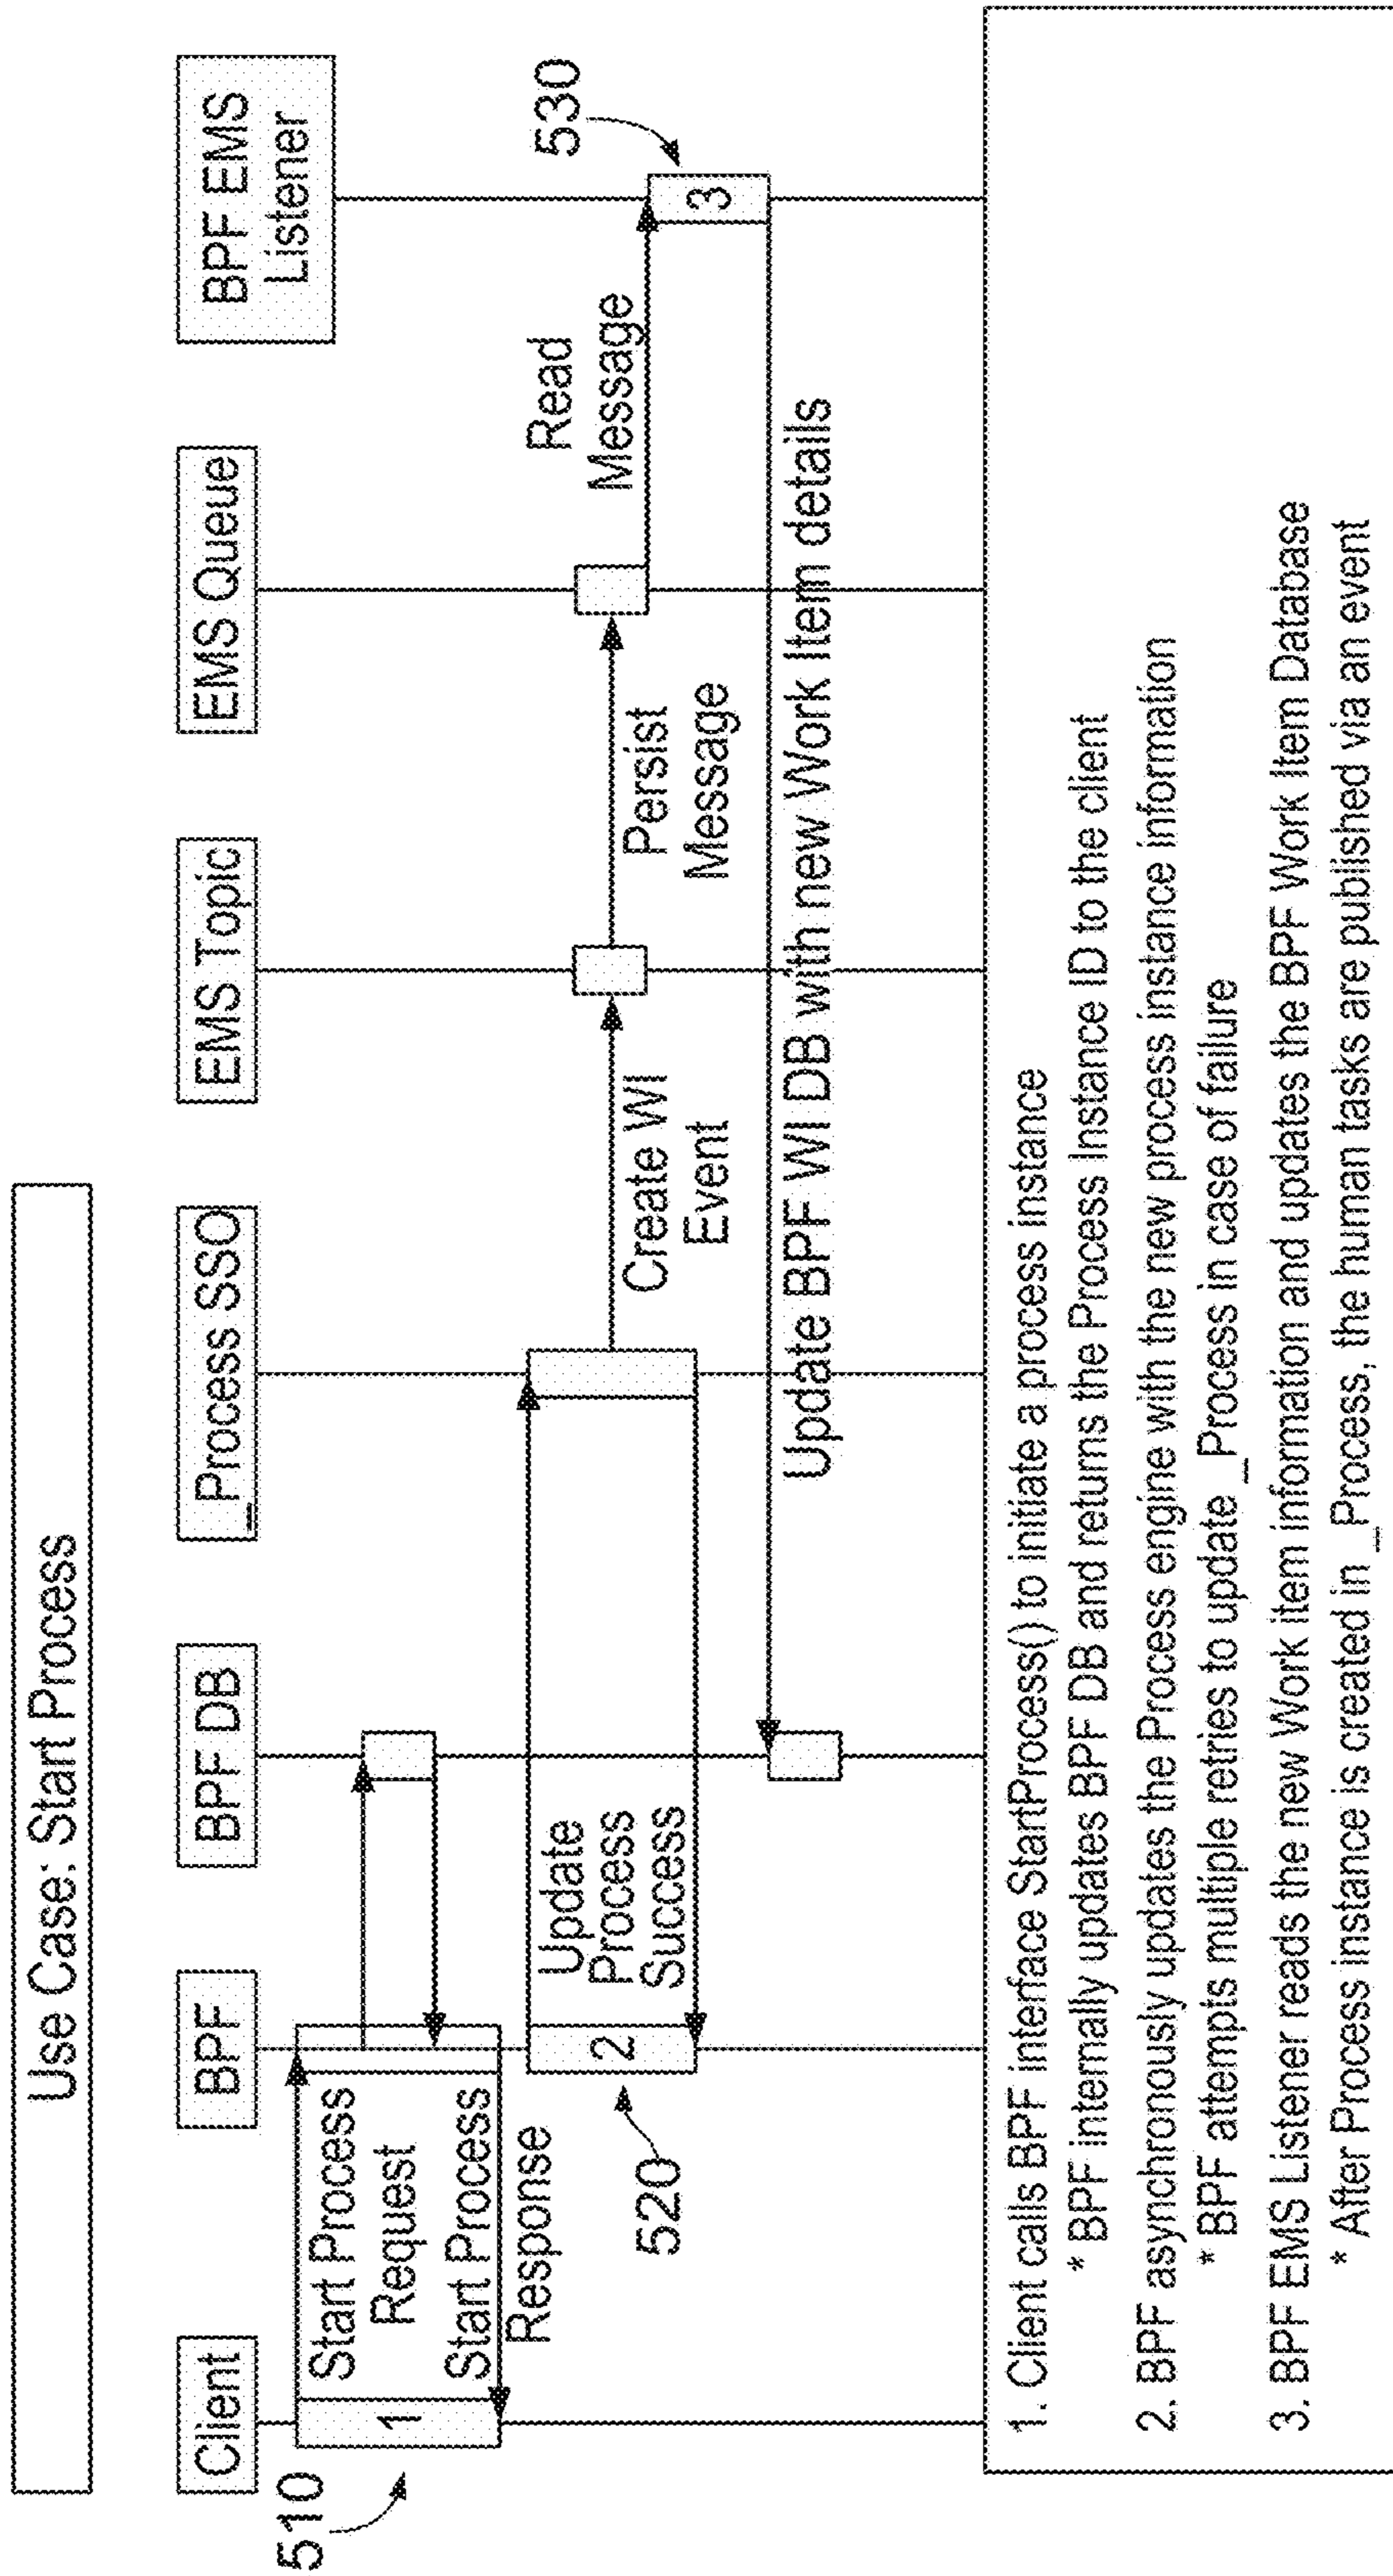 Use Case: Start Process
Client
BPF
BPF DB
_Process SSO
EMS Topic
EMS Queue
BPF EMS
Listener
510
1
Start Process
Request
Start Process
Response
520
2
Update
Process
Success
Create WI
Event
Persist
Message
Read
Message
530
3
Update BPF WI DB with new Work Item details
1. Client calls BPF interface StartProcess() to initiate a process instance
* BPF internally updates BPF DB and returns the Process Instance ID to the client
2. BPF asynchronously updates the Process engine with the new process instance information
* BPF attempts multiple retries to update _Process in case of failure
3. BPF EMS Listener reads the new Work item information and updates the BPF Work Item Database
* After Process instance is created in _Process, the human tasks are published via an event